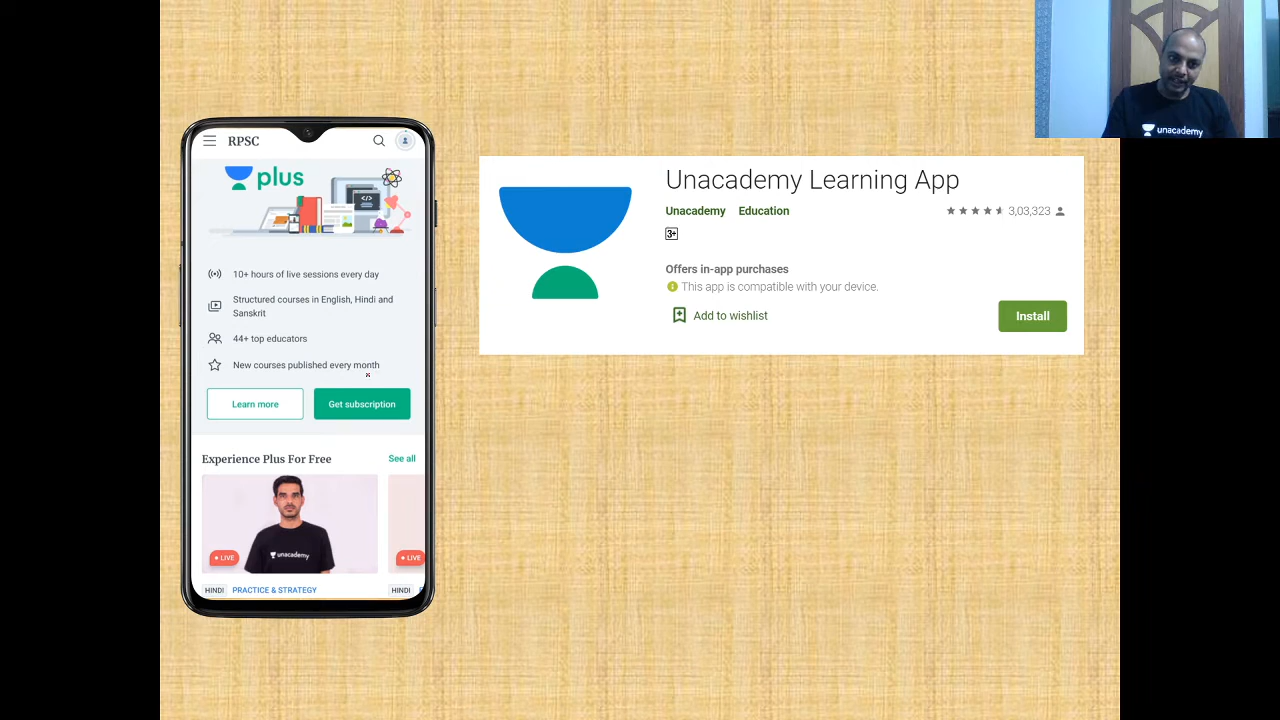 RPSC
plus
10+ hours of live sessions every day
Structured courses in English, Hindi and
Sanskrit
44+ top educators
New courses published every month
Learn more
Get subscription
Experience Plus For Free
See all
unacademy
LIVE
LIVE
HINDI
PRACTICE & STRATEGY
HINDI
Unacademy Learning App
Unacademy
Education
3,03,323
3+
Offers in-app purchases
This app is compatible with your device.
Add to wishlist
Install
unacademy